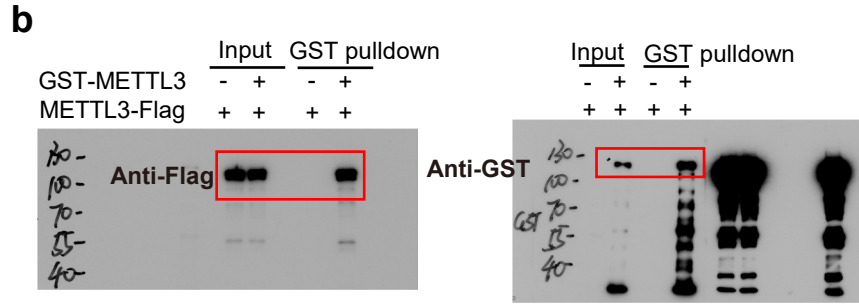 b
Input GST pulldown
GST-METTL3 - + - +
METTL3-Flag + + + +
130-
100-
70-
55-
40-
Anti-Flag
Input GST pulldown
- + - +
+ + + +
Anti-GST
130-
100-
GST 70-
55-
40-